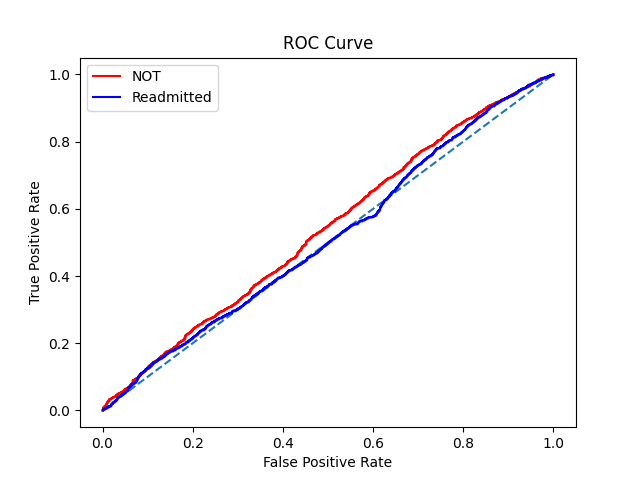 ROC Curve
NOT
Readmitted
1.0
0.8
0.6
0.4
0.2
0.0
True Positive Rate
0.0 0.2 0.4 0.6 0.8 1.0
False Positive Rate